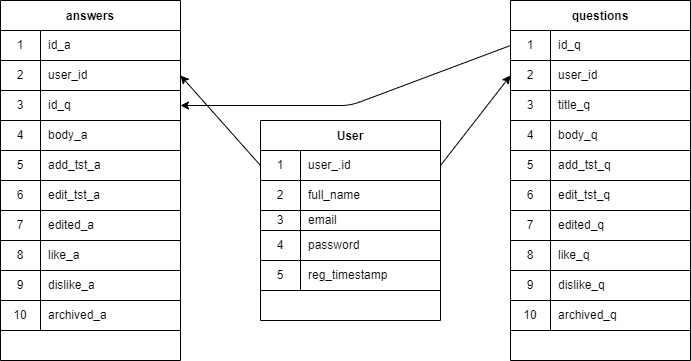 answers
1 id_a
2 user_id
3 id_q
4 body_a
5 add_tst_a
6 edit_tst_a
7 edited_a
8 like_a
9 dislike_a
10 archived_a
User
1 user_.id
2 full_name
3 email
4 password
5 reg_timestamp
questions
1 id_q
2 user_id
3 title_q
4 body_q
5 add_tst_q
6 edit_tst_q
7 edited_q
8 like_q
9 dislike_q
10 archived_q